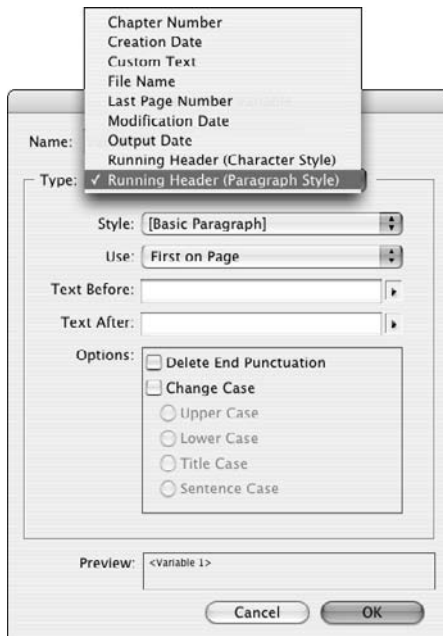 Chapter Number
Creation Date
Custom Text
File Name
Last Page Number
Modification Date
Name:
Output Date
Running Header (Character Style)
Type: ✓ Running Header (Paragraph Style)
Style: [Basic Paragraph]
Use: First on Page
Text Before:
Text After:
Options: Delete End Punctuation
Change Case
Upper Case
Lower Case
Title Case
Sentence Case
Preview: <Variable 1>
Cancel OK